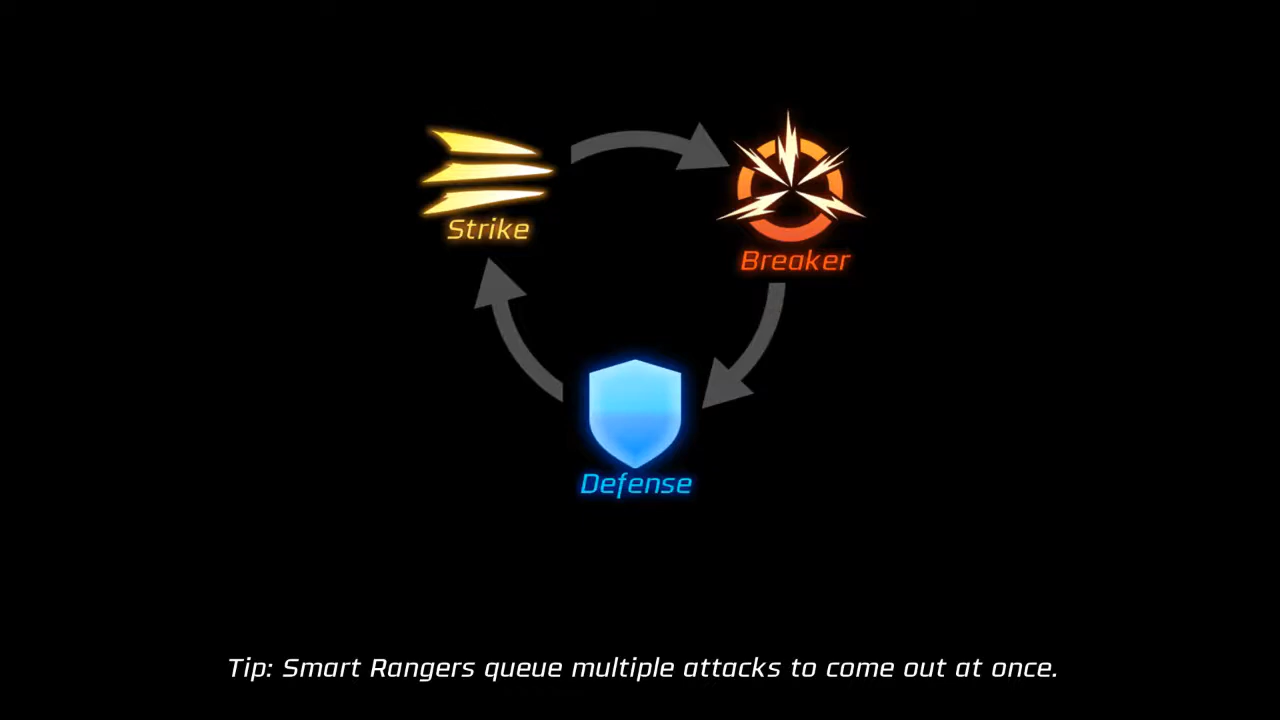 Strike
Breaker
Defense
Tip: Smart Rangers queue multiple attacks to come out at once.